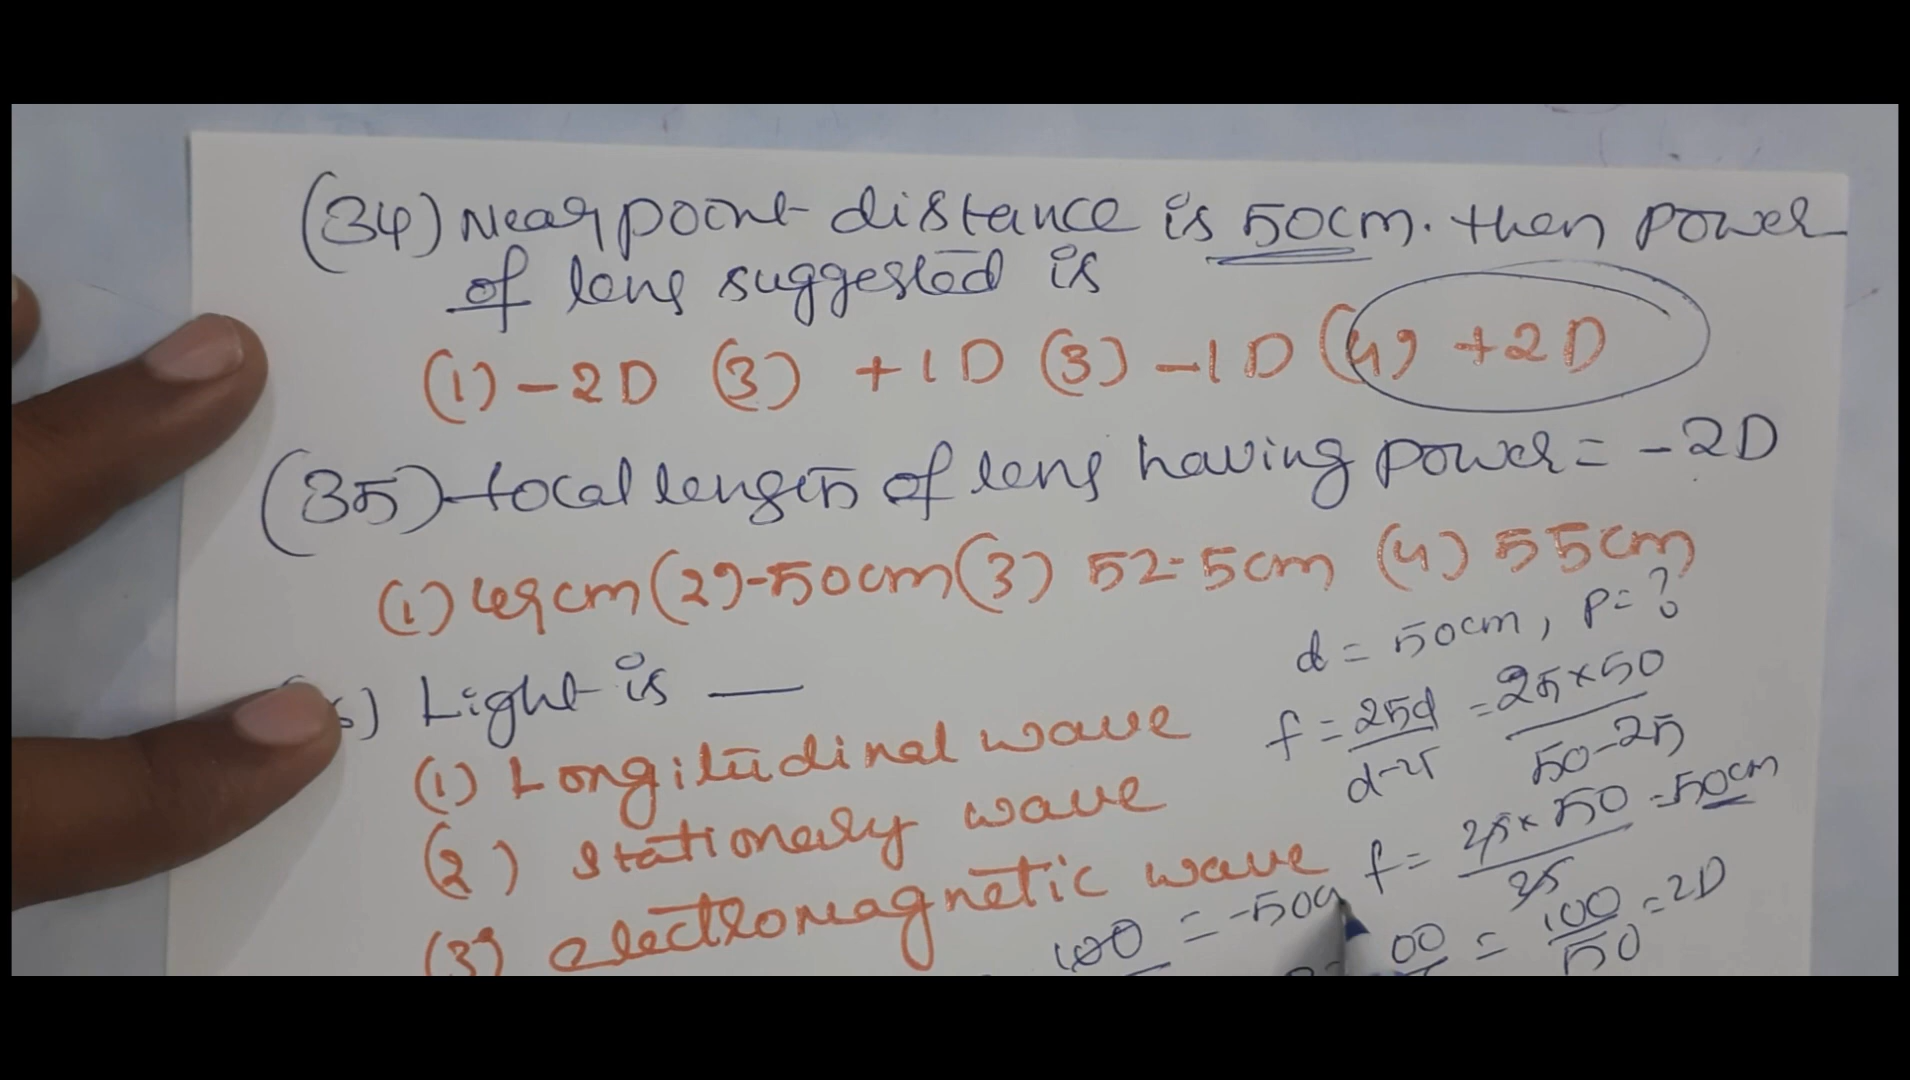 (34) Near point distance is 50cm. then power
of lens suggested is
(1) -2D (3) +1D (3) -1D (4) +2D
(35) focal length of lens having power = -2D
(1) 49cm (2) -50cm (3) 52.5cm (4) 55cm
d = 50cm, P = ?
) Light is —
f = 25d/d-25 = 25×50/50-25
(1) Longitudinal wave
(2) stationary wave
f = 25×50/25 = 50cm
(3) electromagnetic wave
100 = -50
00 = 100/50 = 2D